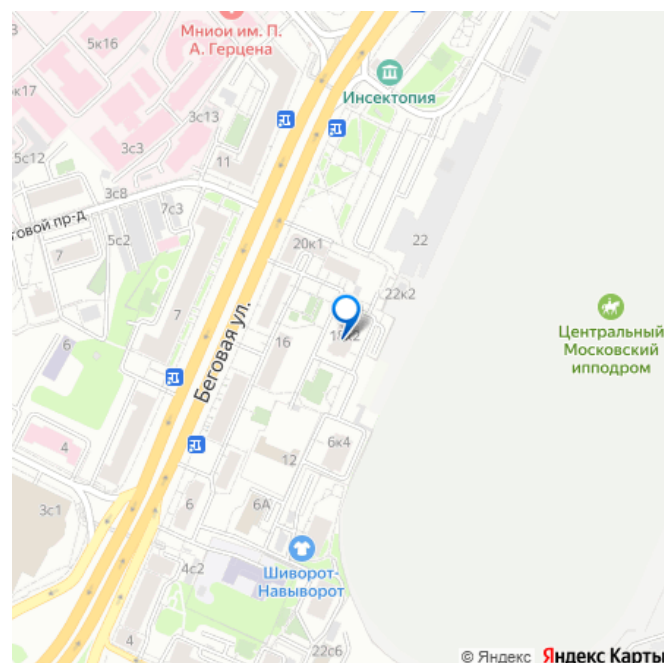 Мниои им. П.
А. Герцена
5к16
к17
3с13
Инсектопия
3с3
5с12
11
3с8
говой пр-д
7с3
5с2
7
20к1
22
22к2
Беговая ул.
7
16
6
Центральный
Московский
ипподром
4
6к4
12
3с1
6
6А
4с2
Шиворот-
Навыворот
4
22с6
© Яндекс Яндекс Карты